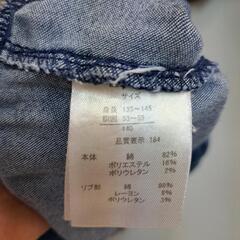 サイズ
身長 135~145
胴囲 53~59
140
品質表示 184
本体 綿 82%
ポリエステル 16%
ポリウレタン 2%
リブ部 綿
レーヨン
ポリウレタン 3%